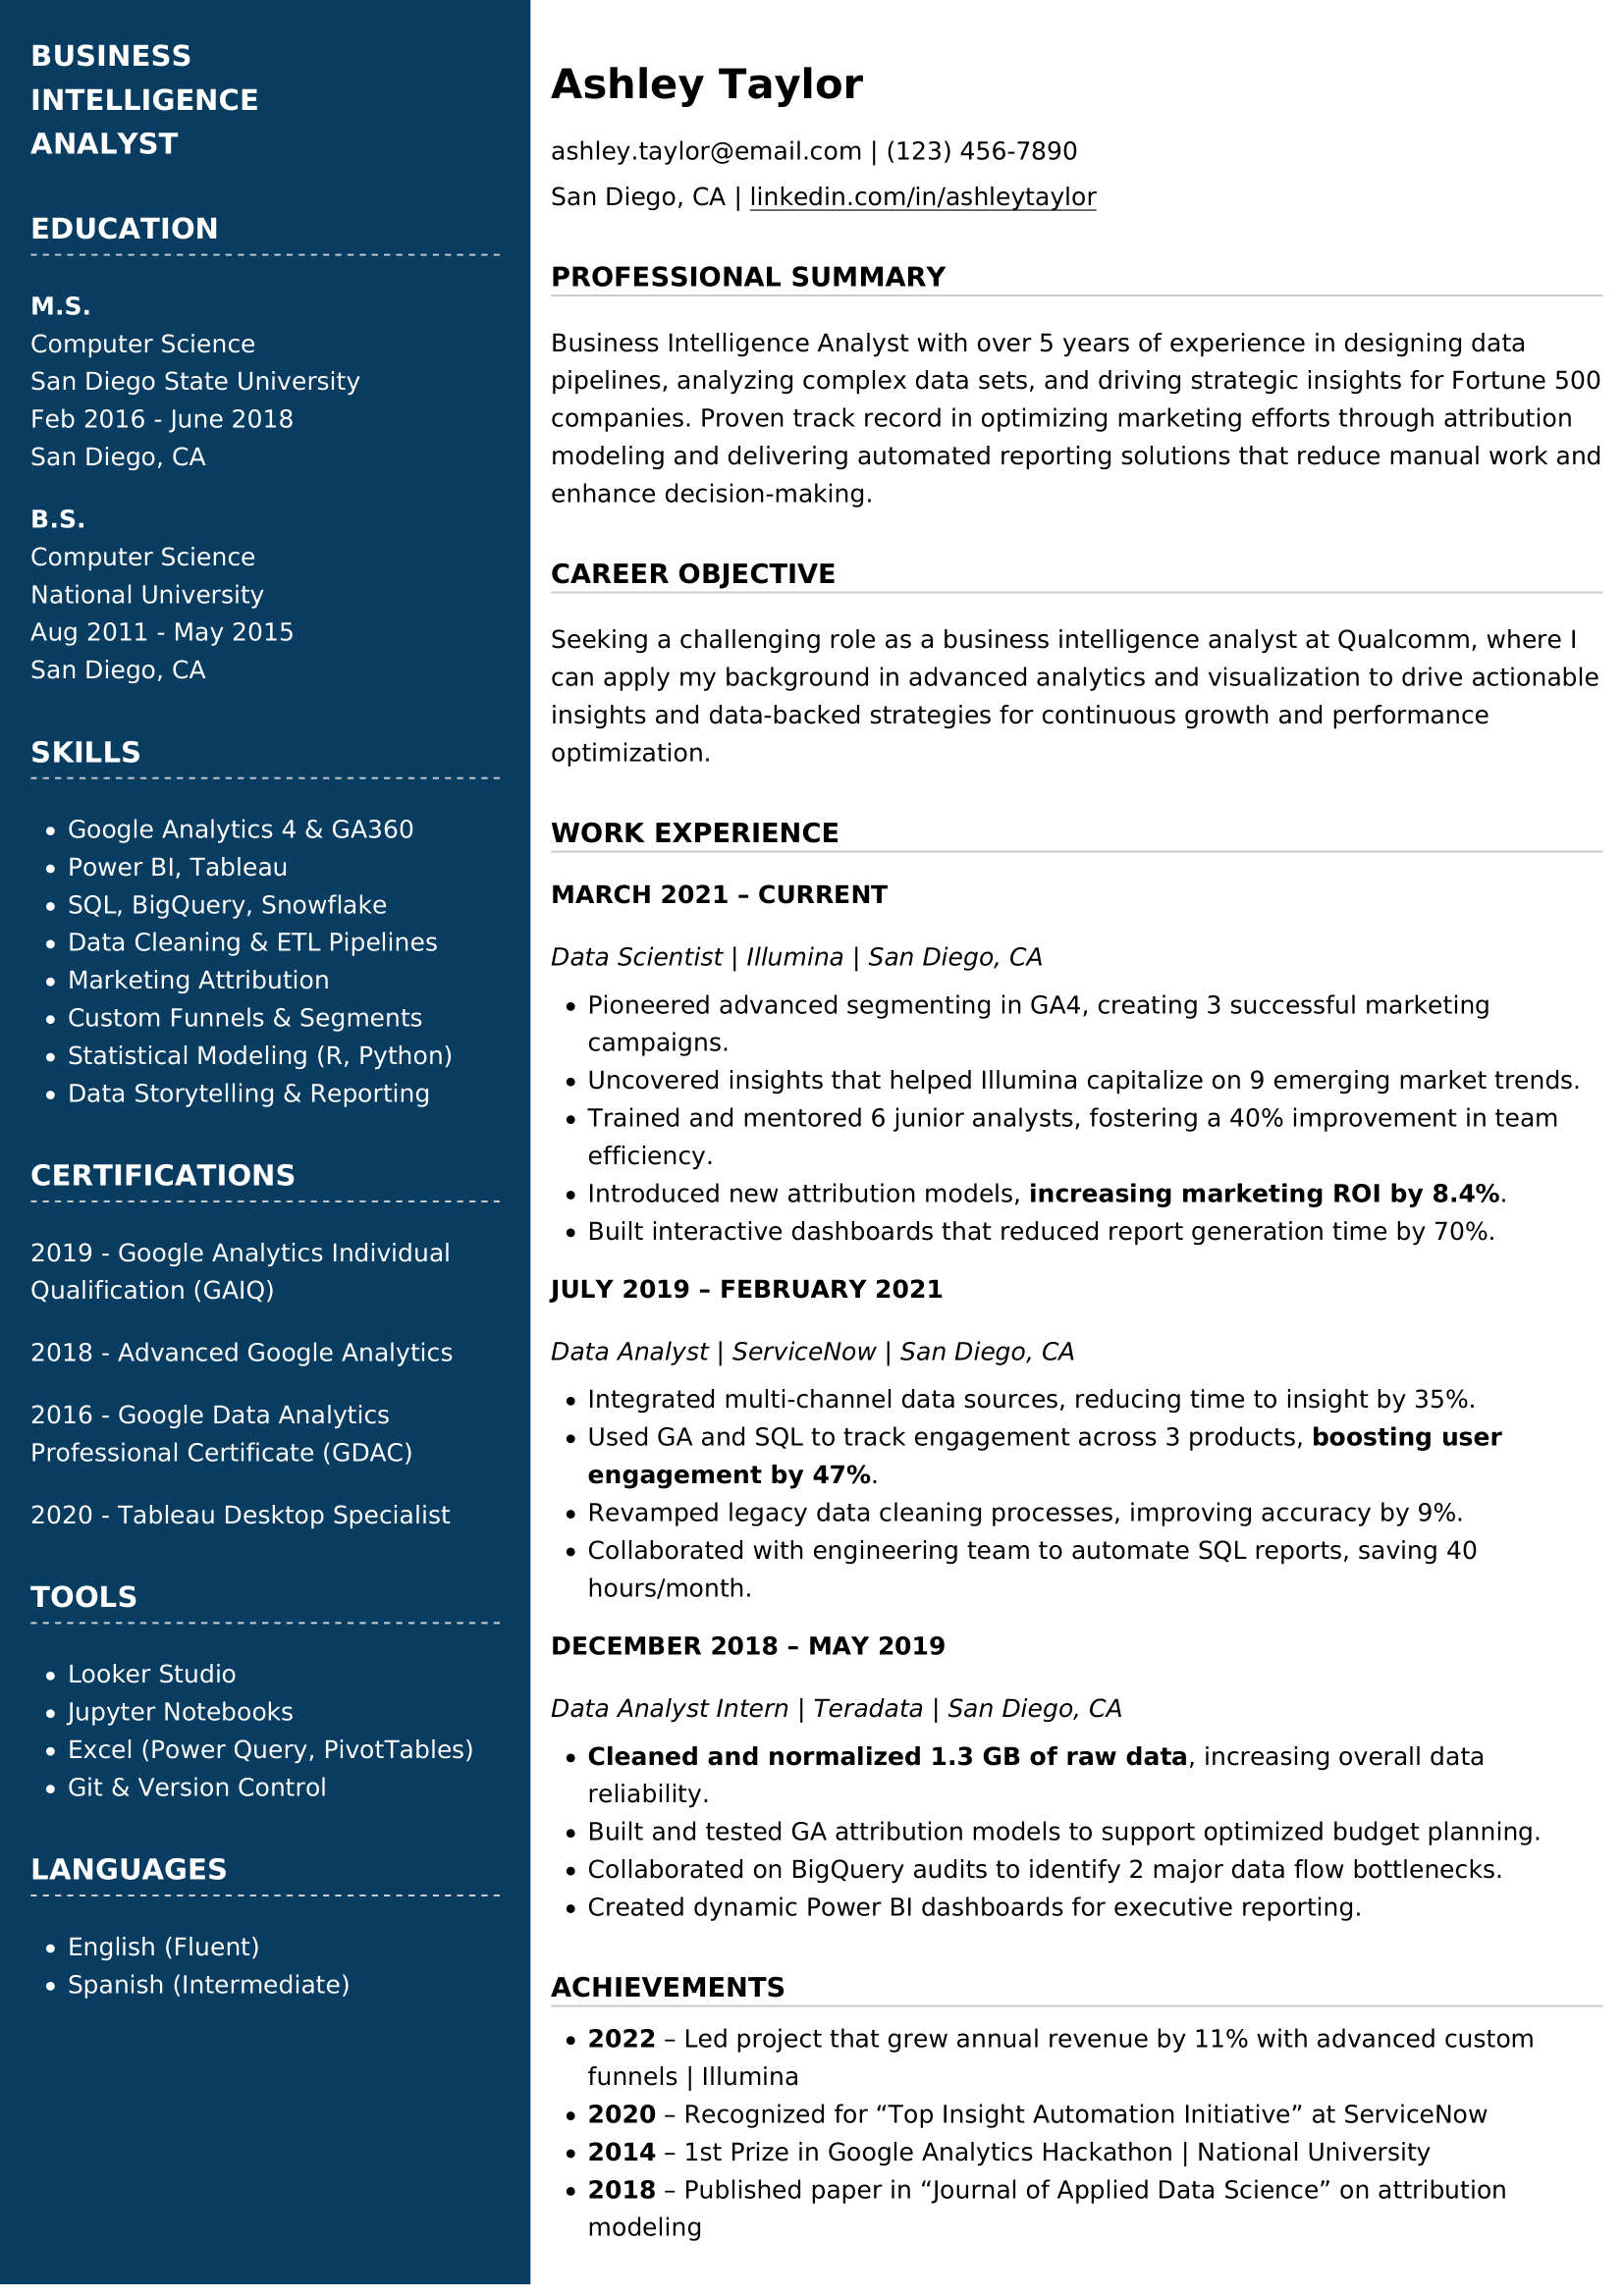 BUSINESS
INTELLIGENCE
ANALYST
EDUCATION
M.S.
Computer Science
San Diego State University
Feb 2016 - June 2018
San Diego, CA
B.S.
Computer Science
National University
Aug 2011 - May 2015
San Diego, CA
SKILLS
• Google Analytics 4 & GA360
• Power BI, Tableau
• SQL, BigQuery, Snowflake
• Data Cleaning & ETL Pipelines
• Marketing Attribution
• Custom Funnels & Segments
• Statistical Modeling (R, Python)
• Data Storytelling & Reporting
CERTIFICATIONS
2019 - Google Analytics Individual
Qualification (GAIQ)
2018 - Advanced Google Analytics
2016 - Google Data Analytics
Professional Certificate (GDAC)
2020 - Tableau Desktop Specialist
TOOLS
• Looker Studio
• Jupyter Notebooks
• Excel (Power Query, PivotTables)
• Git & Version Control
LANGUAGES
• English (Fluent)
• Spanish (Intermediate)
Ashley Taylor
ashley.taylor@email.com | (123) 456-7890
San Diego, CA | linkedin.com/in/ashleytaylor
PROFESSIONAL SUMMARY
Business Intelligence Analyst with over 5 years of experience in designing data
pipelines, analyzing complex data sets, and driving strategic insights for Fortune 500
companies. Proven track record in optimizing marketing efforts through attribution
modeling and delivering automated reporting solutions that reduce manual work and
enhance decision-making.
CAREER OBJECTIVE
Seeking a challenging role as a business intelligence analyst at Qualcomm, where I
can apply my background in advanced analytics and visualization to drive actionable
insights and data-backed strategies for continuous growth and performance
optimization.
WORK EXPERIENCE
MARCH 2021 – CURRENT
Data Scientist | Illumina | San Diego, CA
• Pioneered advanced segmenting in GA4, creating 3 successful marketing
campaigns.
• Uncovered insights that helped Illumina capitalize on 9 emerging market trends.
• Trained and mentored 6 junior analysts, fostering a 40% improvement in team
efficiency.
• Introduced new attribution models, increasing marketing ROI by 8.4%.
• Built interactive dashboards that reduced report generation time by 70%.
JULY 2019 – FEBRUARY 2021
Data Analyst | ServiceNow | San Diego, CA
• Integrated multi-channel data sources, reducing time to insight by 35%.
• Used GA and SQL to track engagement across 3 products, boosting user
engagement by 47%.
• Revamped legacy data cleaning processes, improving accuracy by 9%.
• Collaborated with engineering team to automate SQL reports, saving 40
hours/month.
DECEMBER 2018 – MAY 2019
Data Analyst Intern | Teradata | San Diego, CA
• Cleaned and normalized 1.3 GB of raw data, increasing overall data
reliability.
• Built and tested GA attribution models to support optimized budget planning.
• Collaborated on BigQuery audits to identify 2 major data flow bottlenecks.
• Created dynamic Power BI dashboards for executive reporting.
ACHIEVEMENTS
• 2022 – Led project that grew annual revenue by 11% with advanced custom
funnels | Illumina
• 2020 – Recognized for “Top Insight Automation Initiative” at ServiceNow
• 2014 – 1st Prize in Google Analytics Hackathon | National University
• 2018 – Published paper in “Journal of Applied Data Science” on attribution
modeling